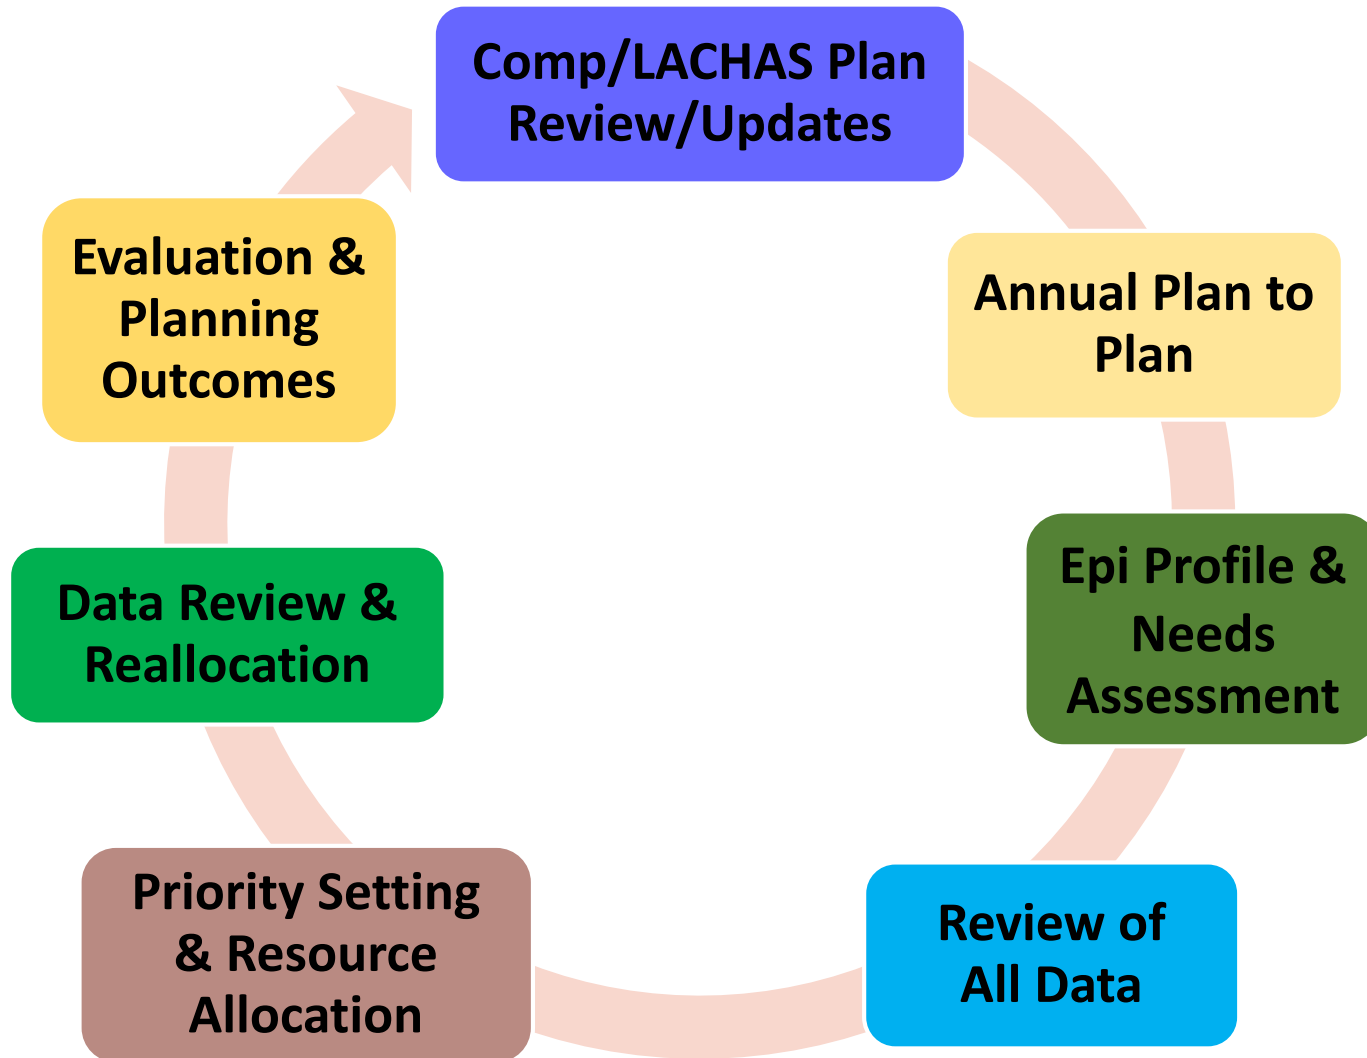 Comp/LACHAS Plan
Review/Updates
Annual Plan to
Plan
Epi Profile &
Needs
Assessment
Review of
All Data
Priority Setting
& Resource
Allocation
Data Review &
Reallocation
Evaluation &
Planning
Outcomes